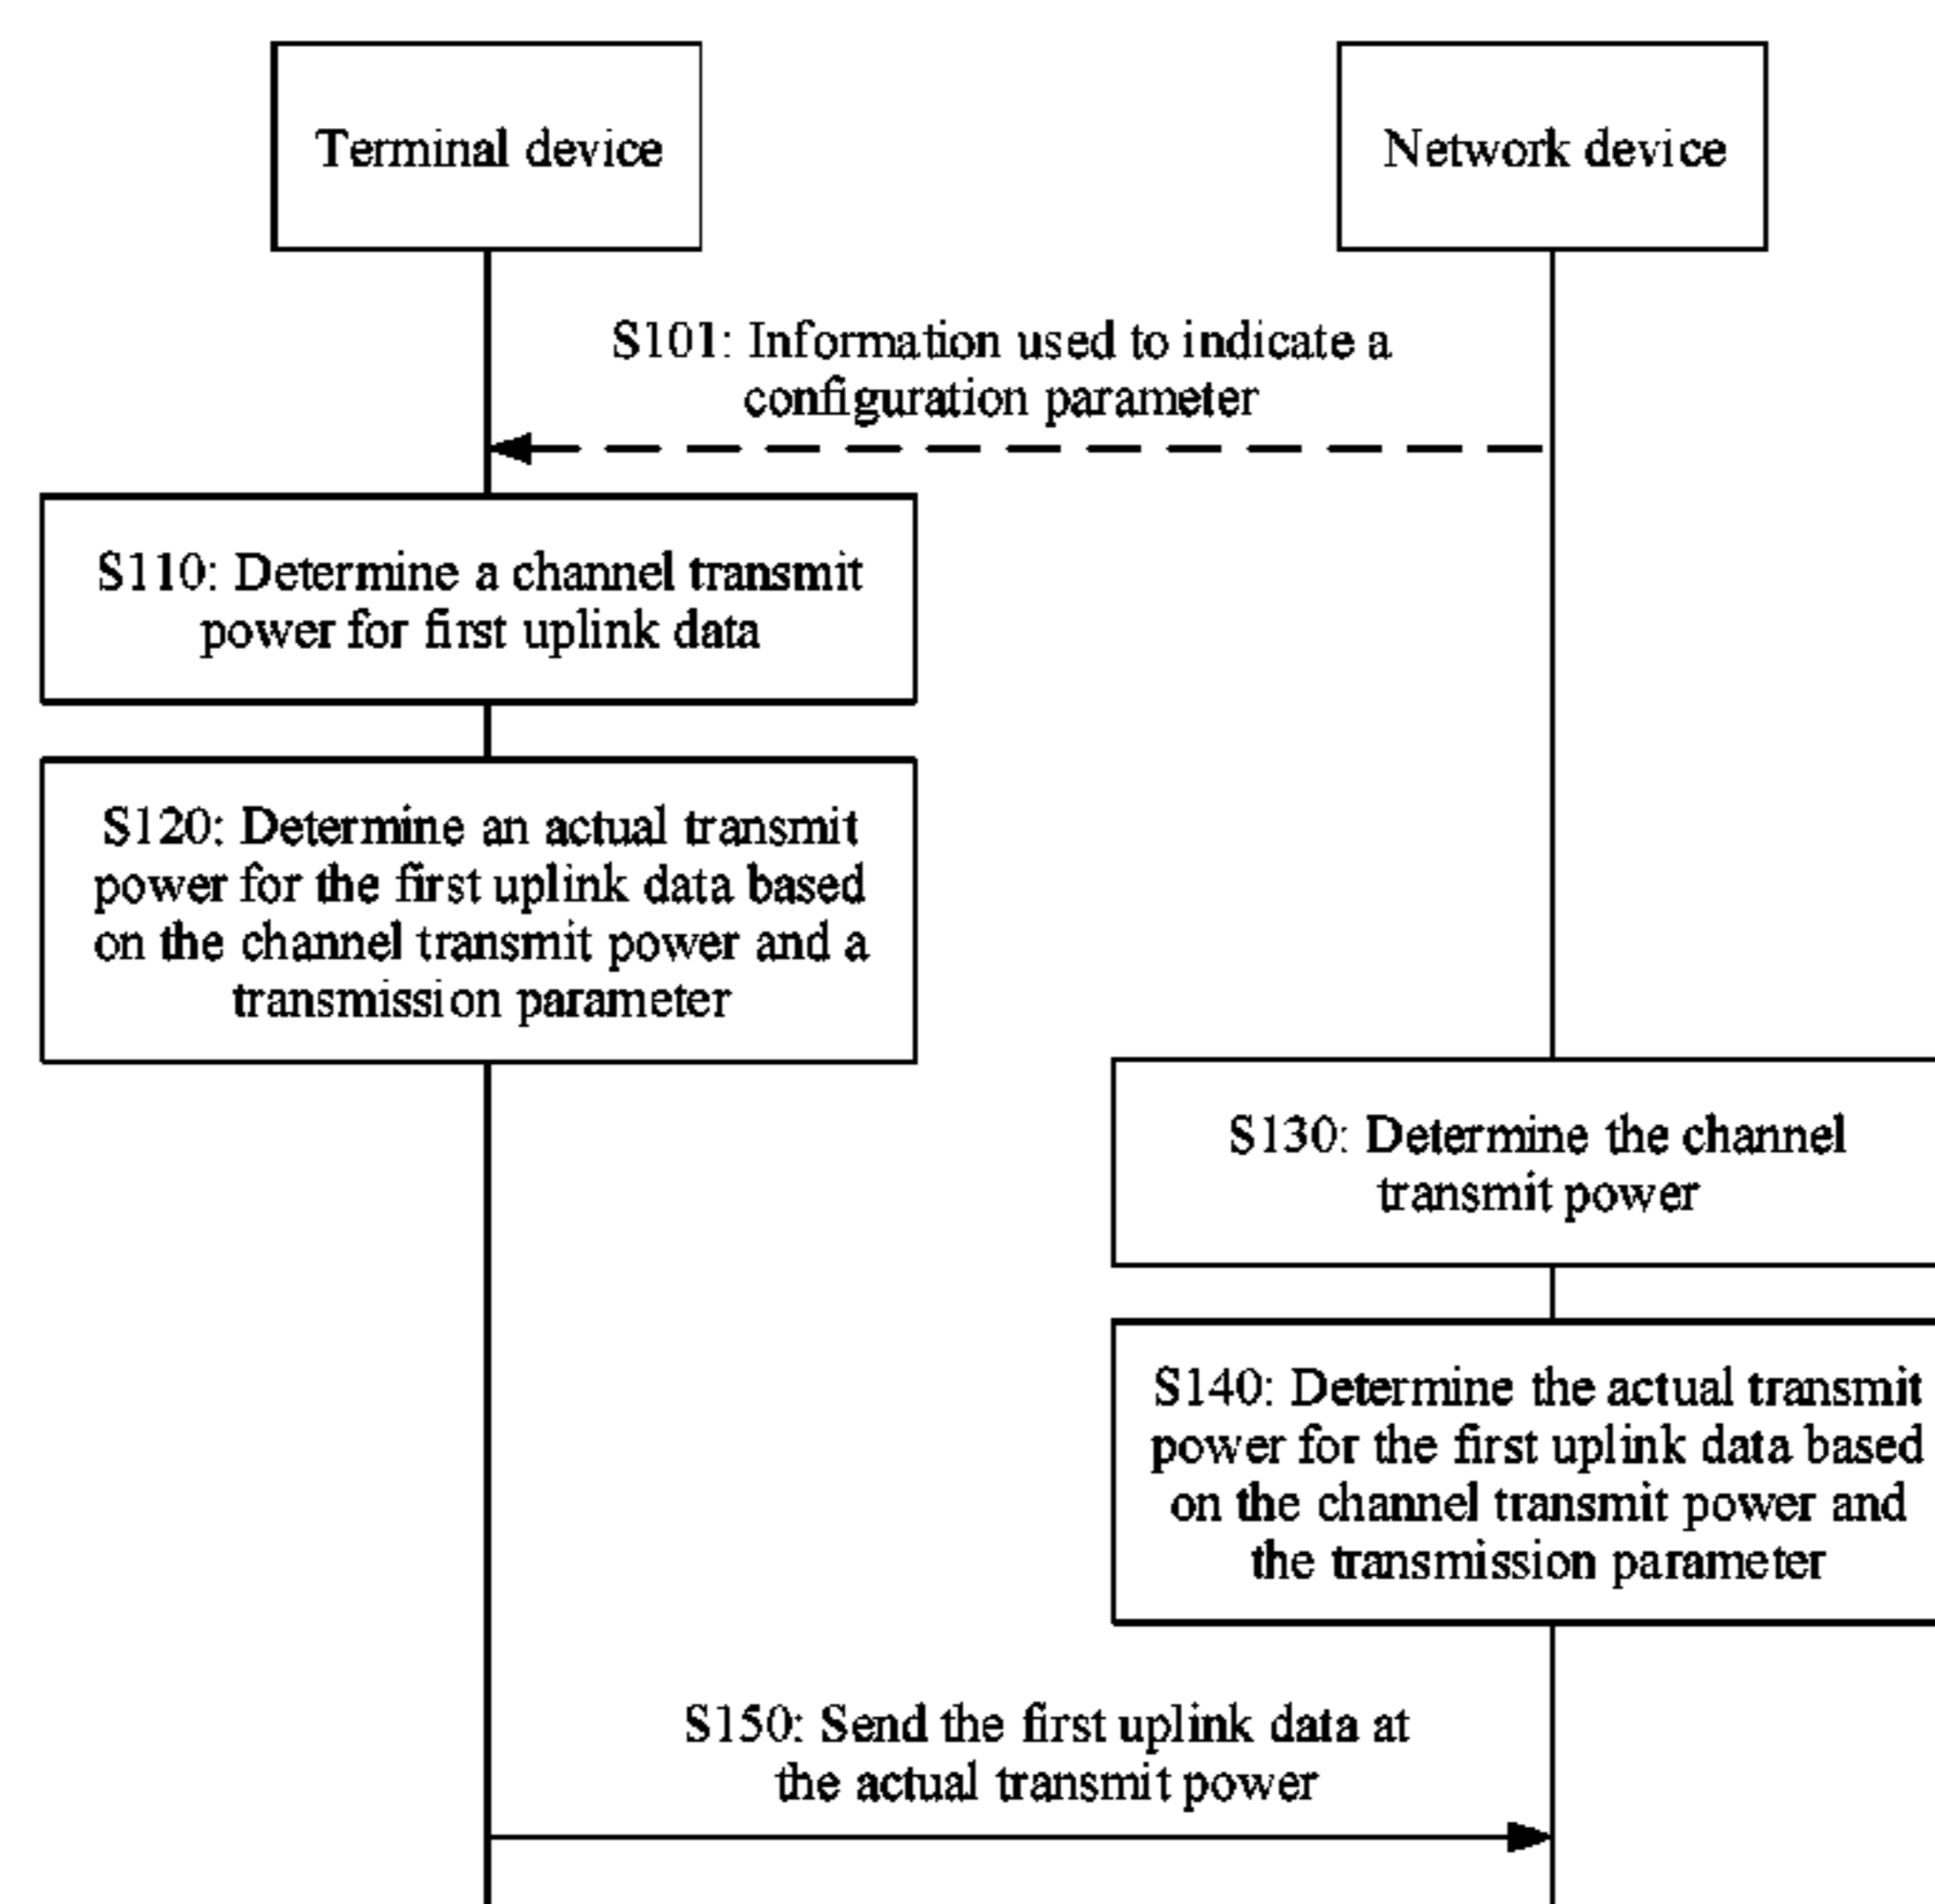 Terminal device
Network device
S101: Information used to indicate a
configuration parameter
S110: Determine a channel transmit
power for first uplink data
S120: Determine an actual transmit
power for the first uplink data based
on the channel transmit power and a
transmission parameter
S130: Determine the channel
transmit power
S140: Determine the actual transmit
power for the first uplink data based
on the channel transmit power and
the transmission parameter
S150: Send the first uplink data at
the actual transmit power